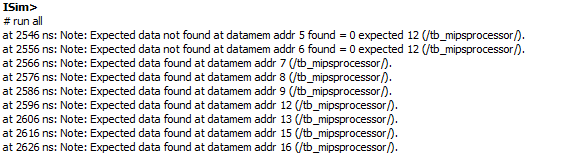 ISim>
# run all
at 2546 ns: Note: Expected data not found at datamem addr 5 found = 0 expected 12 (/tb_mipsprocessor/).
at 2556 ns: Note: Expected data not found at datamem addr 6 found = 0 expected 12 (/tb_mipsprocessor/).
at 2566 ns: Note: Expected data found at datamem addr 7 (/tb_mipsprocessor/).
at 2576 ns: Note: Expected data found at datamem addr 8 (/tb_mipsprocessor/).
at 2586 ns: Note: Expected data found at datamem addr 9 (/tb_mipsprocessor/).
at 2596 ns: Note: Expected data found at datamem addr 12 (/tb_mipsprocessor/).
at 2606 ns: Note: Expected data found at datamem addr 13 (/tb_mipsprocessor/).
at 2616 ns: Note: Expected data found at datamem addr 15 (/tb_mipsprocessor/).
at 2626 ns: Note: Expected data found at datamem addr 16 (/tb_mipsprocessor/).